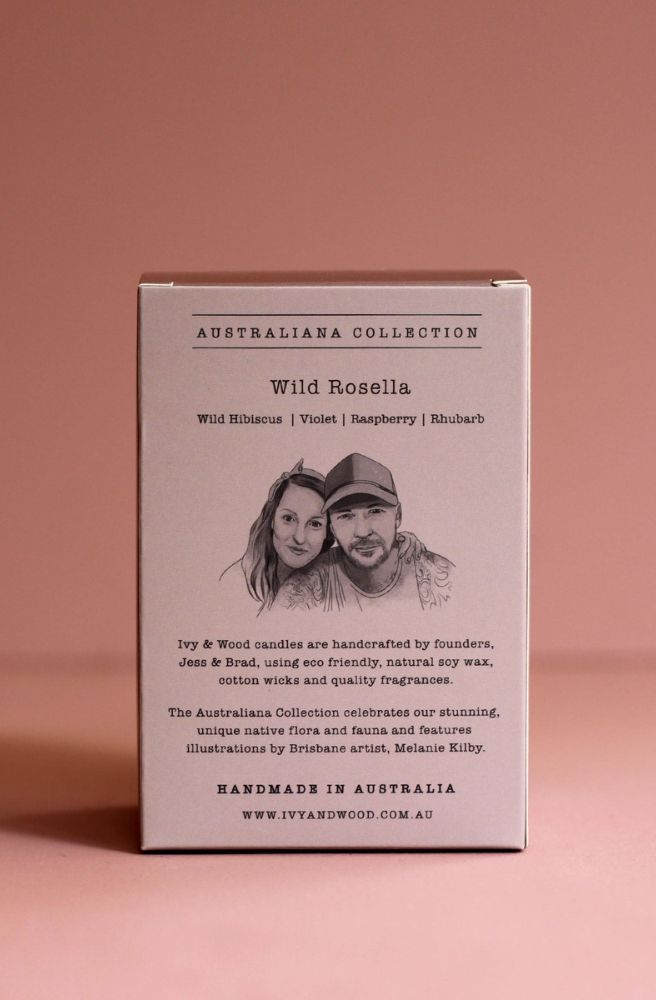 AUSTRALIANA COLLECTION
Wild Rosella
Wild Hibiscus | Violet | Raspberry | Rhubarb
Ivy & Wood candles are handcrafted by founders,
Jess & Brad, using eco friendly, natural soy wax,
cotton wicks and quality fragrances.
The Australiana Collection celebrates our stunning,
unique native flora and fauna and features
illustrations by Brisbane artist, Melanie Kilby.
HANDMADE IN AUSTRALIA
WWW.IVYANDWOOD.COM.AU